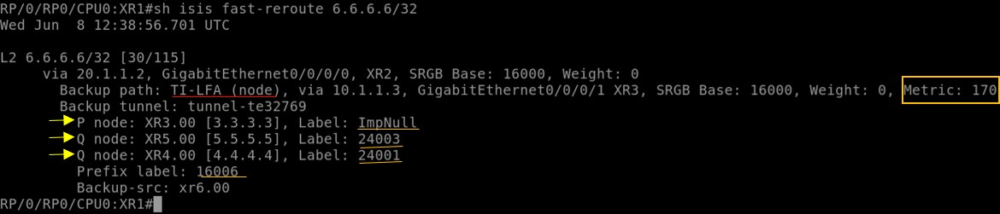 RP/0/RP0/CPU0:XR1#sh isis fast-reroute 6.6.6.6/32
Wed Jun  8 12:38:56.701 UTC
L2 6.6.6.6/32 [30/115]
via 20.1.1.2, GigabitEthernet0/0/0/0, XR2, SRGB Base: 16000, Weight: 0
Backup path: TI-LFA (node), via 10.1.1.3, GigabitEthernet0/0/0/1 XR3, SRGB Base: 16000, Weight: 0, Metric: 170
Backup tunnel: tunnel-te32769
P node: XR3.00 [3.3.3.3], Label: ImpNull
Q node: XR5.00 [5.5.5.5], Label: 24003
Q node: XR4.00 [4.4.4.4], Label: 24001
Prefix label: 16006
Backup-src: xr6.00
RP/0/RP0/CPU0:XR1#